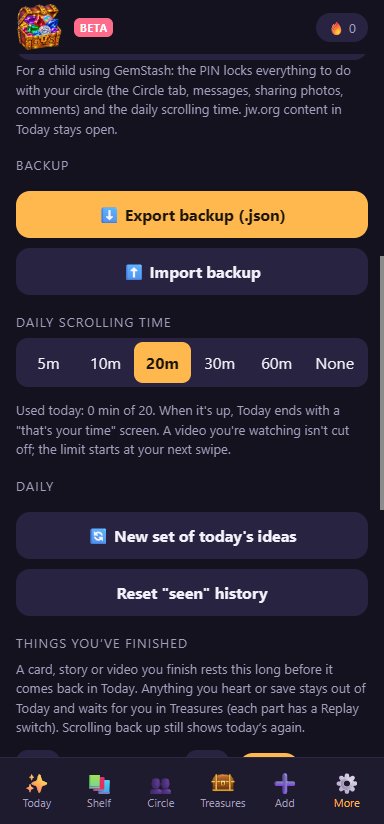 BETA
0
For a child using GemStash: the PIN locks everything to do
with your circle (the Circle tab, messages, sharing photos,
comments) and the daily scrolling time. jw.org content in
Today stays open.
BACKUP
Export backup (.json)
Import backup
DAILY SCROLLING TIME
5m 10m 20m 30m 60m None
Used today: 0 min of 20. When it's up, Today ends with a
"that's your time" screen. A video you're watching isn't cut
off; the limit starts at your next swipe.
DAILY
New set of today's ideas
Reset "seen" history
THINGS YOU'VE FINISHED
A card, story or video you finish rests this long before it
comes back in Today. Anything you heart or save stays out of
Today and waits for you in Treasures (each part has a Replay
switch). Scrolling back up still shows today's again.
Today Shelf Circle Treasures Add More